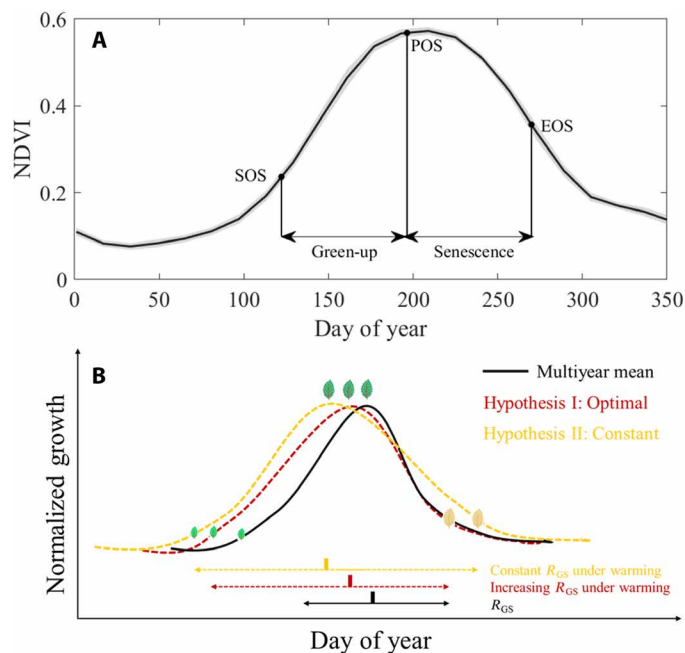 A
0.6
0.4
0.2
0
NDVI
SOS
POS
EOS
Green-up
Senescence
0
50
100
150
200
250
300
350
Day of year
B
Normalized growth
Multiyear mean
Hypothesis I: Optimal
Hypothesis II: Constant
Constant RGS under warming
Increasing RGS under warming
RGS
Day of year